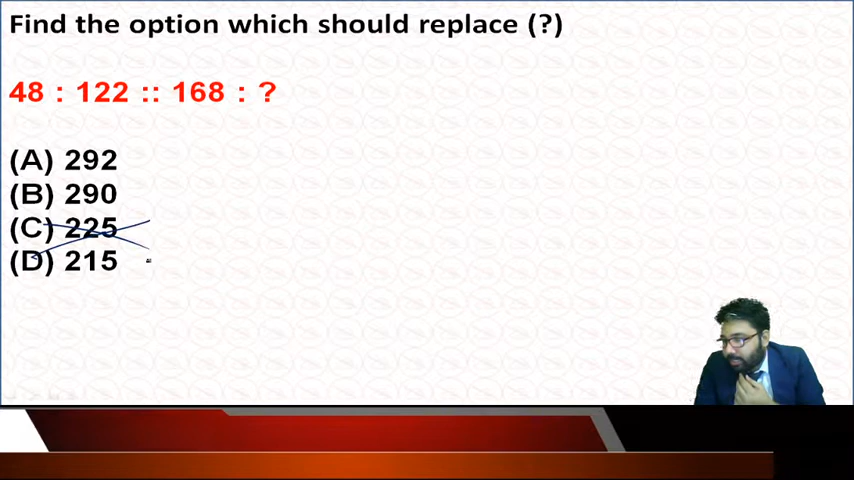 Find the option which should replace (?)
48 : 122 :: 168 : ?
(A) 292
(B) 290
(C) 225
(D) 215